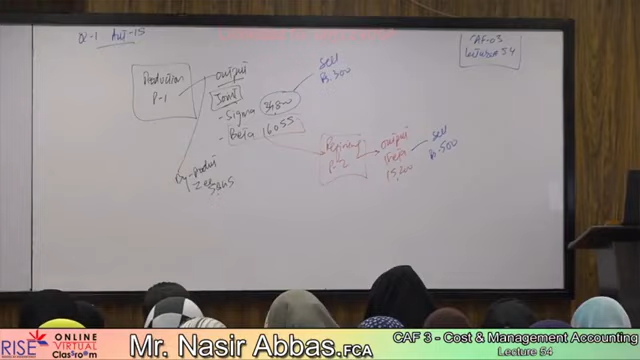 Q-1 Aut-15
CAF-03
Lecture # 54
Production
P-1
output
Joint
- Sigma 34800
- Beta 16055
Sell
Rs. 300
By-Product
Refining
P-2
output
Theta
15,200
Sell
Rs. 500
RISE
ONLINE
VIRTUAL
Classroom
Mr. Nasir Abbas.FCA
CAF 3 - Cost & Management Accounting
Lecture 54